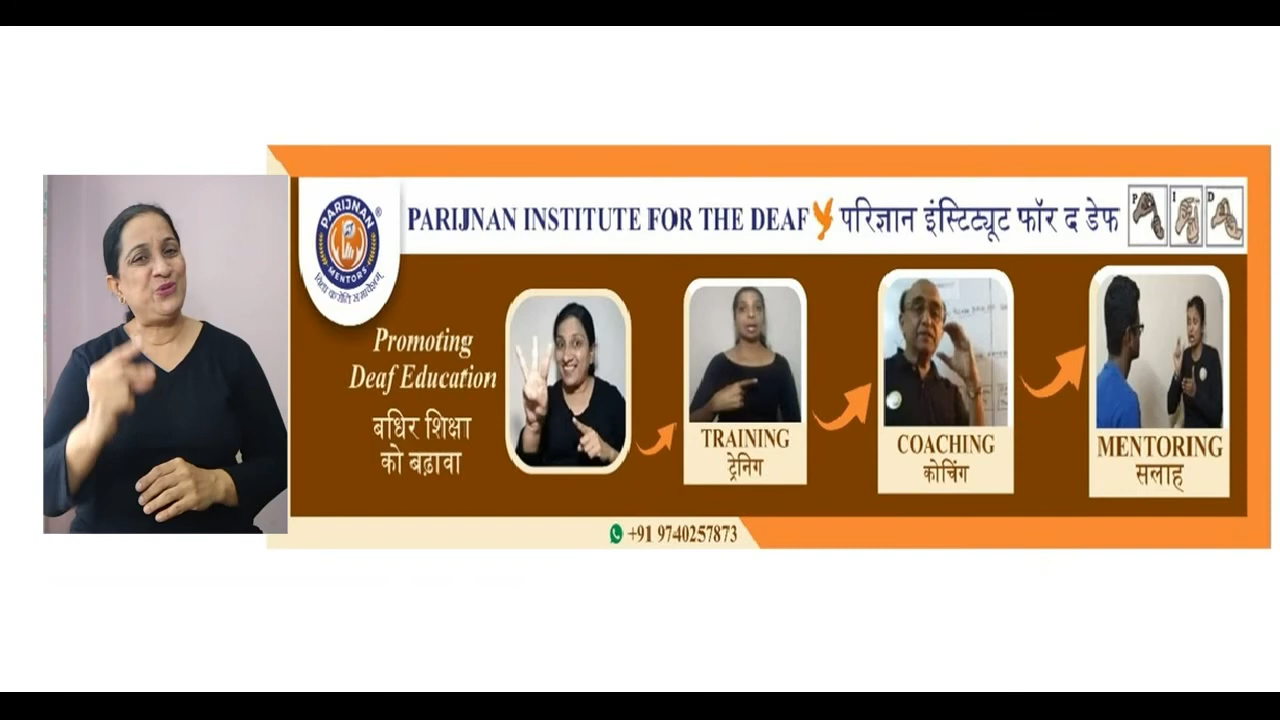 PARIJNAN INSTITUTE FOR THE DEAF परिज्ञान इंस्टिट्यूट फॉर द डेफ
P I D
PARIJNAN
MENTORS
Promoting
Deaf Education
बधिर शिक्षा
को बढ़ावा
TRAINING
ट्रेनिग
COACHING
कोचिंग
MENTORING
सलाह
+91 9740257873